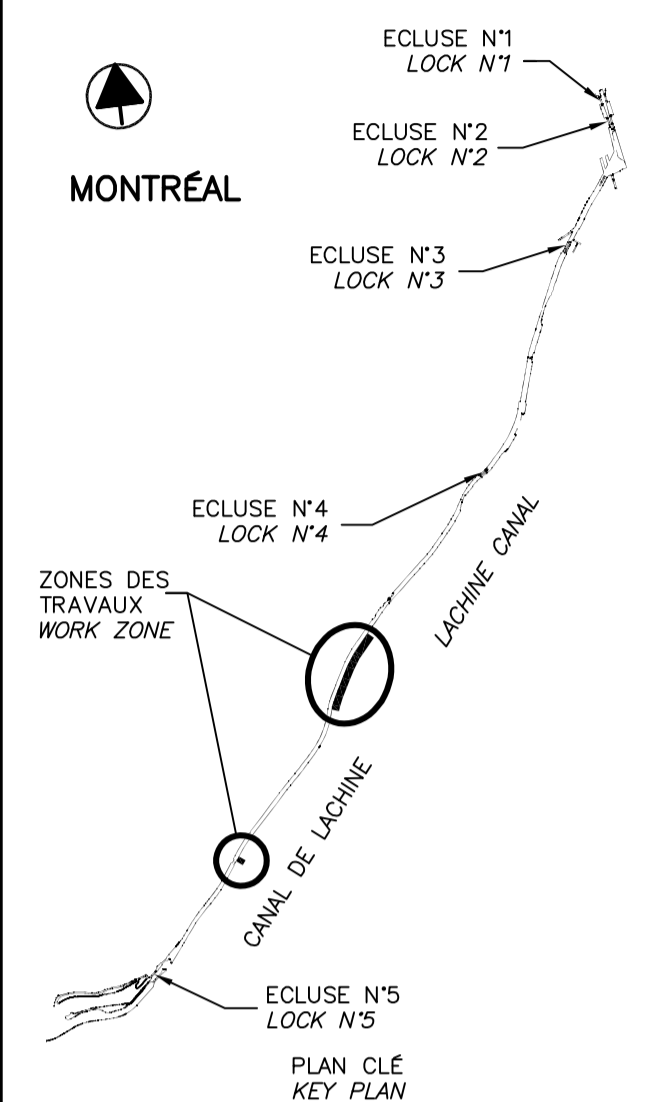 ECLUSE N°1
LOCK N°1
ECLUSE N°2
LOCK N°2
MONTRÉAL
ECLUSE N°3
LOCK N°3
ECLUSE N°4
LOCK N°4
LACHINE CANAL
ZONES DES
TRAVAUX
WORK ZONE
CANAL DE LACHINE
ECLUSE N°5
LOCK N°5
PLAN CLÉ
KEY PLAN